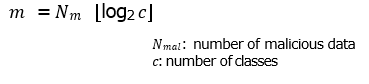 m = Nₘ ⌊log₂ c⌋
Nₘₐₗ: number of malicious data
c: number of classes